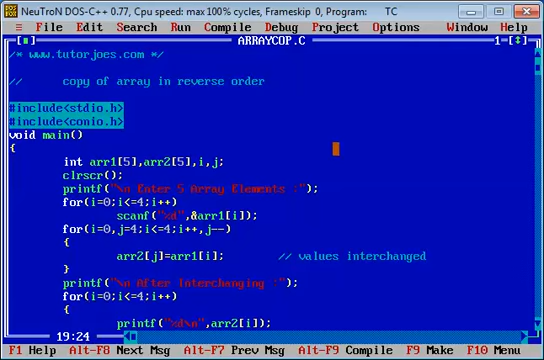 NeuTroN DOS-C++ 0.77, Cpu speed: max 100% cycles, Frameskip 0, Program: TC
≡ File Edit Search Run Compile Debug Project Options Window Help
[■] ARRAYCOP.C 1=[↕]
/* www.tutorjoes.com */
// copy of array in reverse order
#include<stdio.h>
#include<conio.h>
void main()
{
int arr1[5],arr2[5],i,j;
clrscr();
printf("\n Enter 5 Array Elements :");
for(i=0;i<=4;i++)
scanf("%d",&arr1[i]);
for(i=0,j=4;i<=4;i++,j--)
{
arr2[j]=arr1[i]; // values interchanged
}
printf("\n After Interchanging :");
for(i=0;i<=4;i++)
{
printf("%d\n",arr2[i]);
19:24
F1 Help Alt-F8 Next Msg Alt-F7 Prev Msg Alt-F9 Compile F9 Make F10 Menu